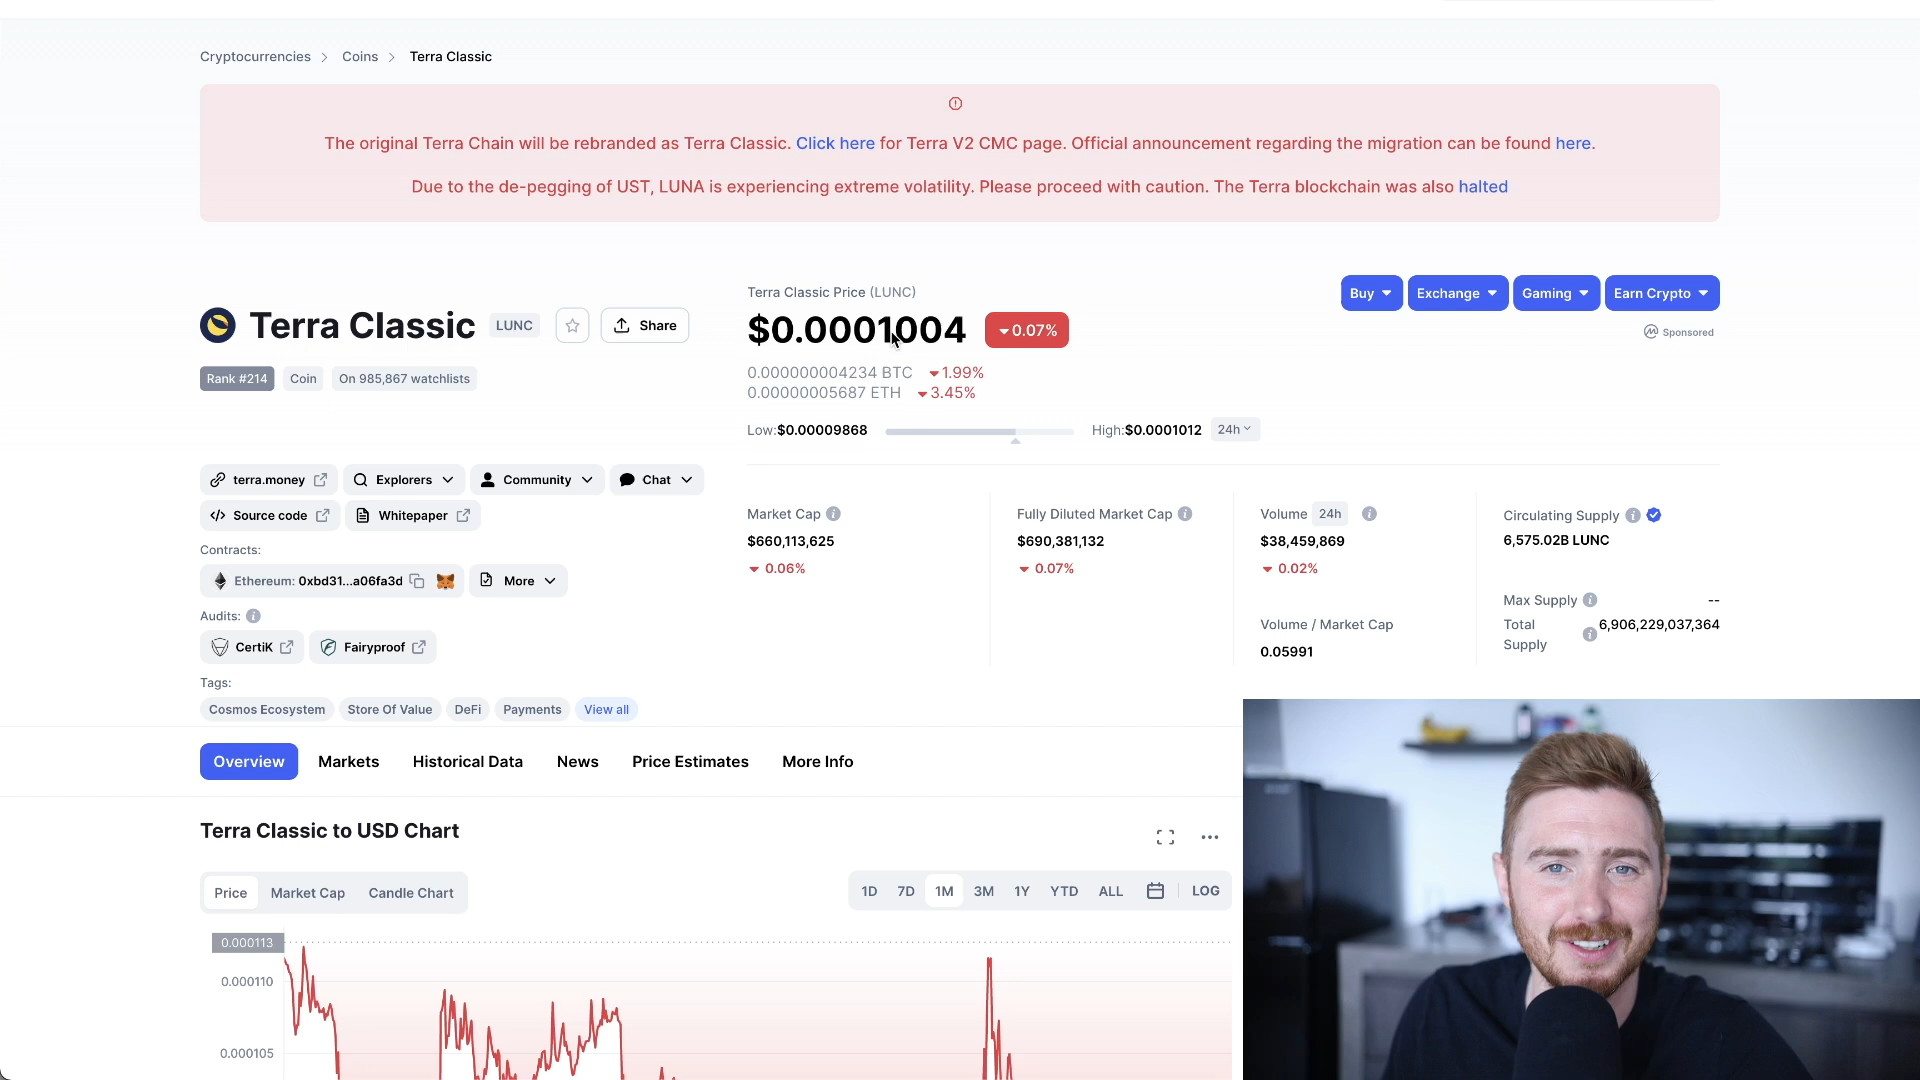 Cryptocurrencies > Coins > Terra Classic
The original Terra Chain will be rebranded as Terra Classic. Click here for Terra V2 CMC page. Official announcement regarding the migration can be found here.
Due to the de-pegging of UST, LUNA is experiencing extreme volatility. Please proceed with caution. The Terra blockchain was also halted
Terra Classic LUNC Share
Rank #214 Coin On 985,867 watchlists
terra.money Explorers Community Chat
Source code Whitepaper
Contracts:
Ethereum: 0xbd31...a06fa3d More
Audits:
CertiK Fairyproof
Tags:
Cosmos Ecosystem Store Of Value DeFi Payments View all
Terra Classic Price (LUNC)
$0.0001004 0.07%
0.000000004234 BTC 1.99%
0.00000005687 ETH 3.45%
Low:$0.00009868 High:$0.0001012 24h
Buy Exchange Gaming Earn Crypto
Sponsored
Market Cap
$660,113,625
0.06%
Fully Diluted Market Cap
$690,381,132
0.07%
Volume 24h
$38,459,869
0.02%
Volume / Market Cap
0.05991
Circulating Supply
6,575.02B LUNC
Max Supply --
Total Supply 6,906,229,037,364
Overview Markets Historical Data News Price Estimates More Info
Terra Classic to USD Chart
Price Market Cap Candle Chart
1D 7D 1M 3M 1Y YTD ALL LOG
0.000113
0.000110
0.000105